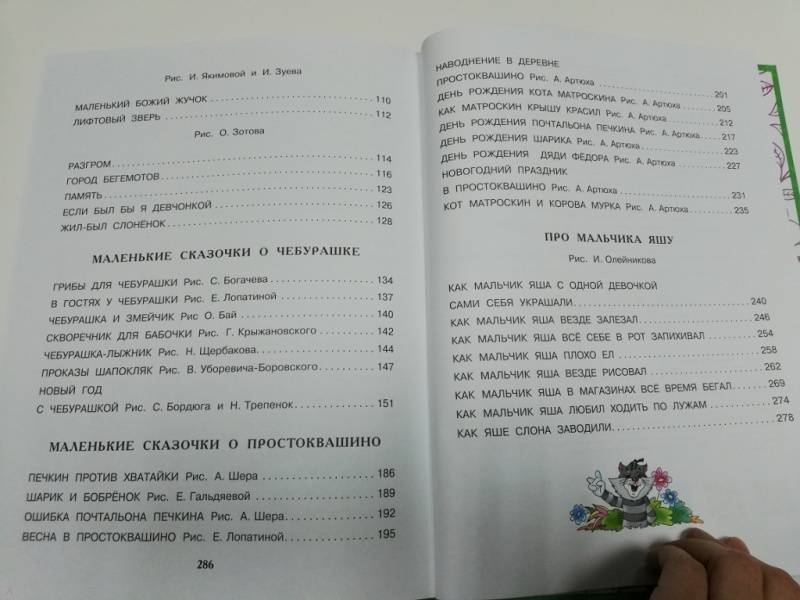 Рис. И. Якимовой и И. Зуева
МАЛЕНЬКИЙ БОЖИЙ ЖУЧОК 110
ЛИФТОВЫЙ ЗВЕРЬ 112
Рис. О. Зотова
РАЗГРОМ 114
ГОРОД БЕГЕМОТОВ 116
ПАМЯТЬ 123
ЕСЛИ БЫЛ БЫ Я ДЕВЧОНКОЙ 126
ЖИЛ-БЫЛ СЛОНЁНОК 128
МАЛЕНЬКИЕ СКАЗОЧКИ О ЧЕБУРАШКЕ
ГРИБЫ ДЛЯ ЧЕБУРАШКИ Рис. С. Богачева 134
В ГОСТЯХ У ЧЕБУРАШКИ Рис. Е. Лопатиной 137
ЧЕБУРАШКА И ЗМЕЙЧИК Рис О. Бай 140
СКВОРЕЧНИК ДЛЯ БАБОЧКИ Рис. Г. Крыжановского 142
ЧЕБУРАШКА-ЛЫЖНИК Рис. Н. Щербакова. 144
ПРОКАЗЫ ШАПОКЛЯК Рис. В. Уборевича-Боровского 147
НОВЫЙ ГОД
С ЧЕБУРАШКОЙ Рис. С. Бордюга и Н. Трепенок 151
МАЛЕНЬКИЕ СКАЗОЧКИ О ПРОСТОКВАШИНО
ПЕЧКИН ПРОТИВ ХВАТАЙКИ Рис. А. Шера 186
ШАРИК И БОБРЁНОК Рис. Е. Гальдяевой 189
ОШИБКА ПОЧТАЛЬОНА ПЕЧКИНА Рис. А. Шера 192
ВЕСНА В ПРОСТОКВАШИНО Рис. Е. Лопатиной 195
286
НАВОДНЕНИЕ В ДЕРЕВНЕ
ПРОСТОКВАШИНО Рис. А. Артюха 201
ДЕНЬ РОЖДЕНИЯ КОТА МАТРОСКИНА Рис. А. Артюха 205
КАК МАТРОСКИН КРЫШУ КРАСИЛ Рис. А. Артюха 212
ДЕНЬ РОЖДЕНИЯ ПОЧТАЛЬОНА ПЕЧКИНА Рис. А. Артюха 217
ДЕНЬ РОЖДЕНИЯ ШАРИКА Рис. А. Артюха 223
ДЕНЬ РОЖДЕНИЯ ДЯДИ ФЁДОРА Рис. А. Артюха 227
НОВОГОДНИЙ ПРАЗДНИК
В ПРОСТОКВАШИНО Рис. А. Артюха 231
КОТ МАТРОСКИН И КОРОВА МУРКА Рис. А. Артюха 235
ПРО МАЛЬЧИКА ЯШУ
Рис. И. Олейникова
КАК МАЛЬЧИК ЯША С ОДНОЙ ДЕВОЧКОЙ
САМИ СЕБЯ УКРАШАЛИ 240
КАК МАЛЬЧИК ЯША ВЕЗДЕ ЗАЛЕЗАЛ 246
КАК МАЛЬЧИК ЯША ВСЁ СЕБЕ В РОТ ЗАПИХИВАЛ 254
КАК МАЛЬЧИК ЯША ПЛОХО ЕЛ 258
КАК МАЛЬЧИК ЯША ВЕЗДЕ РИСОВАЛ 262
КАК МАЛЬЧИК ЯША В МАГАЗИНАХ ВСЁ ВРЕМЯ БЕГАЛ 269
КАК МАЛЬЧИК ЯША ЛЮБИЛ ХОДИТЬ ПО ЛУЖАМ 274
КАК ЯШЕ СЛОНА ЗАВОДИЛИ 278